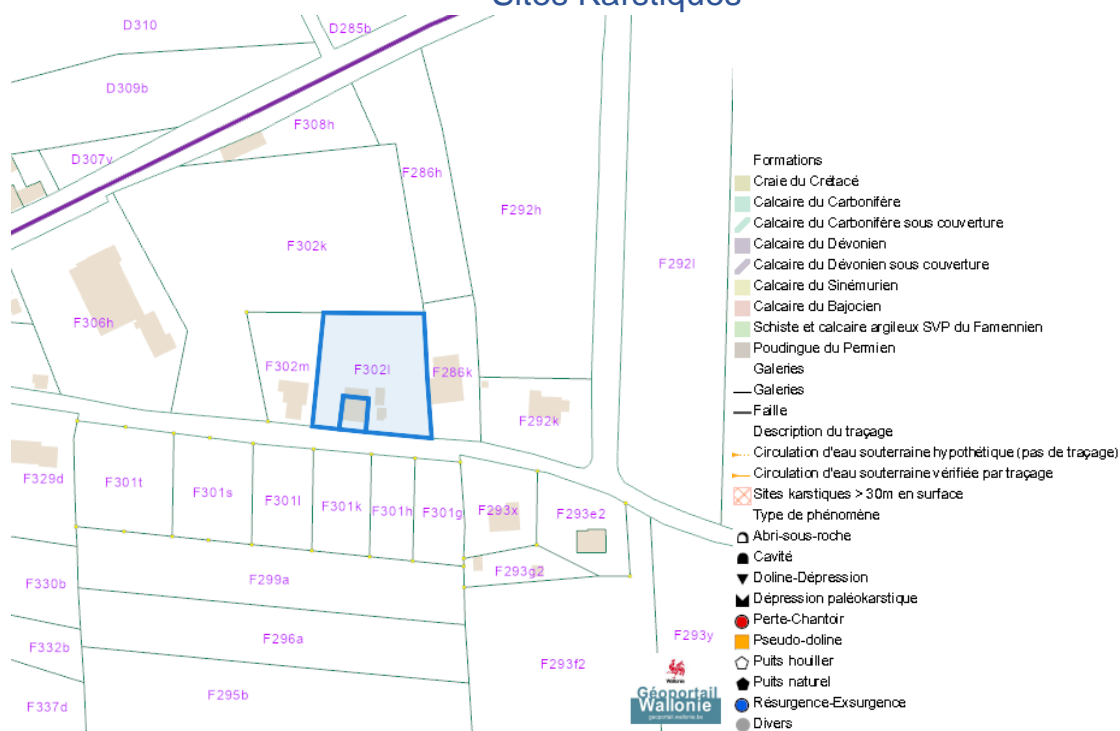 Sites Karstiques
D310
D285b
D309b
F308h
D307v
F286h
F292h
F302k
F292l
F306h
F302m
F302l
F286k
F292k
F329d
F301t
F301s
F301l
F301k
F301h
F301g
F293x
F293e2
F330b
F299a
F293g2
F332b
F296a
F293f2
F293y
F337d
F295b
Wallonie
Géoportail
Wallonie
geoportail.wallonie.be
Formations
Craie du Crétacé
Calcaire du Carbonifère
Calcaire du Carbonifère sous couverture
Calcaire du Dévonien
Calcaire du Dévonien sous couverture
Calcaire du Sinémurien
Calcaire du Bajocien
Schiste et calcaire argileux SVP du Famennien
Poudingue du Permien
Galeries
Galeries
Faille
Description du traçage
Circulation d'eau souterraine hypothétique (pas de traçage)
Circulation d'eau souterraine vérifiée par traçage
Sites karstiques > 30m en surface
Type de phénomène
Abri-sous-roche
Cavité
Doline-Dépression
Dépression paléokarstique
Perte-Chantoir
Pseudo-doline
Puits houiller
Puits naturel
Résurgence-Exsurgence
Divers